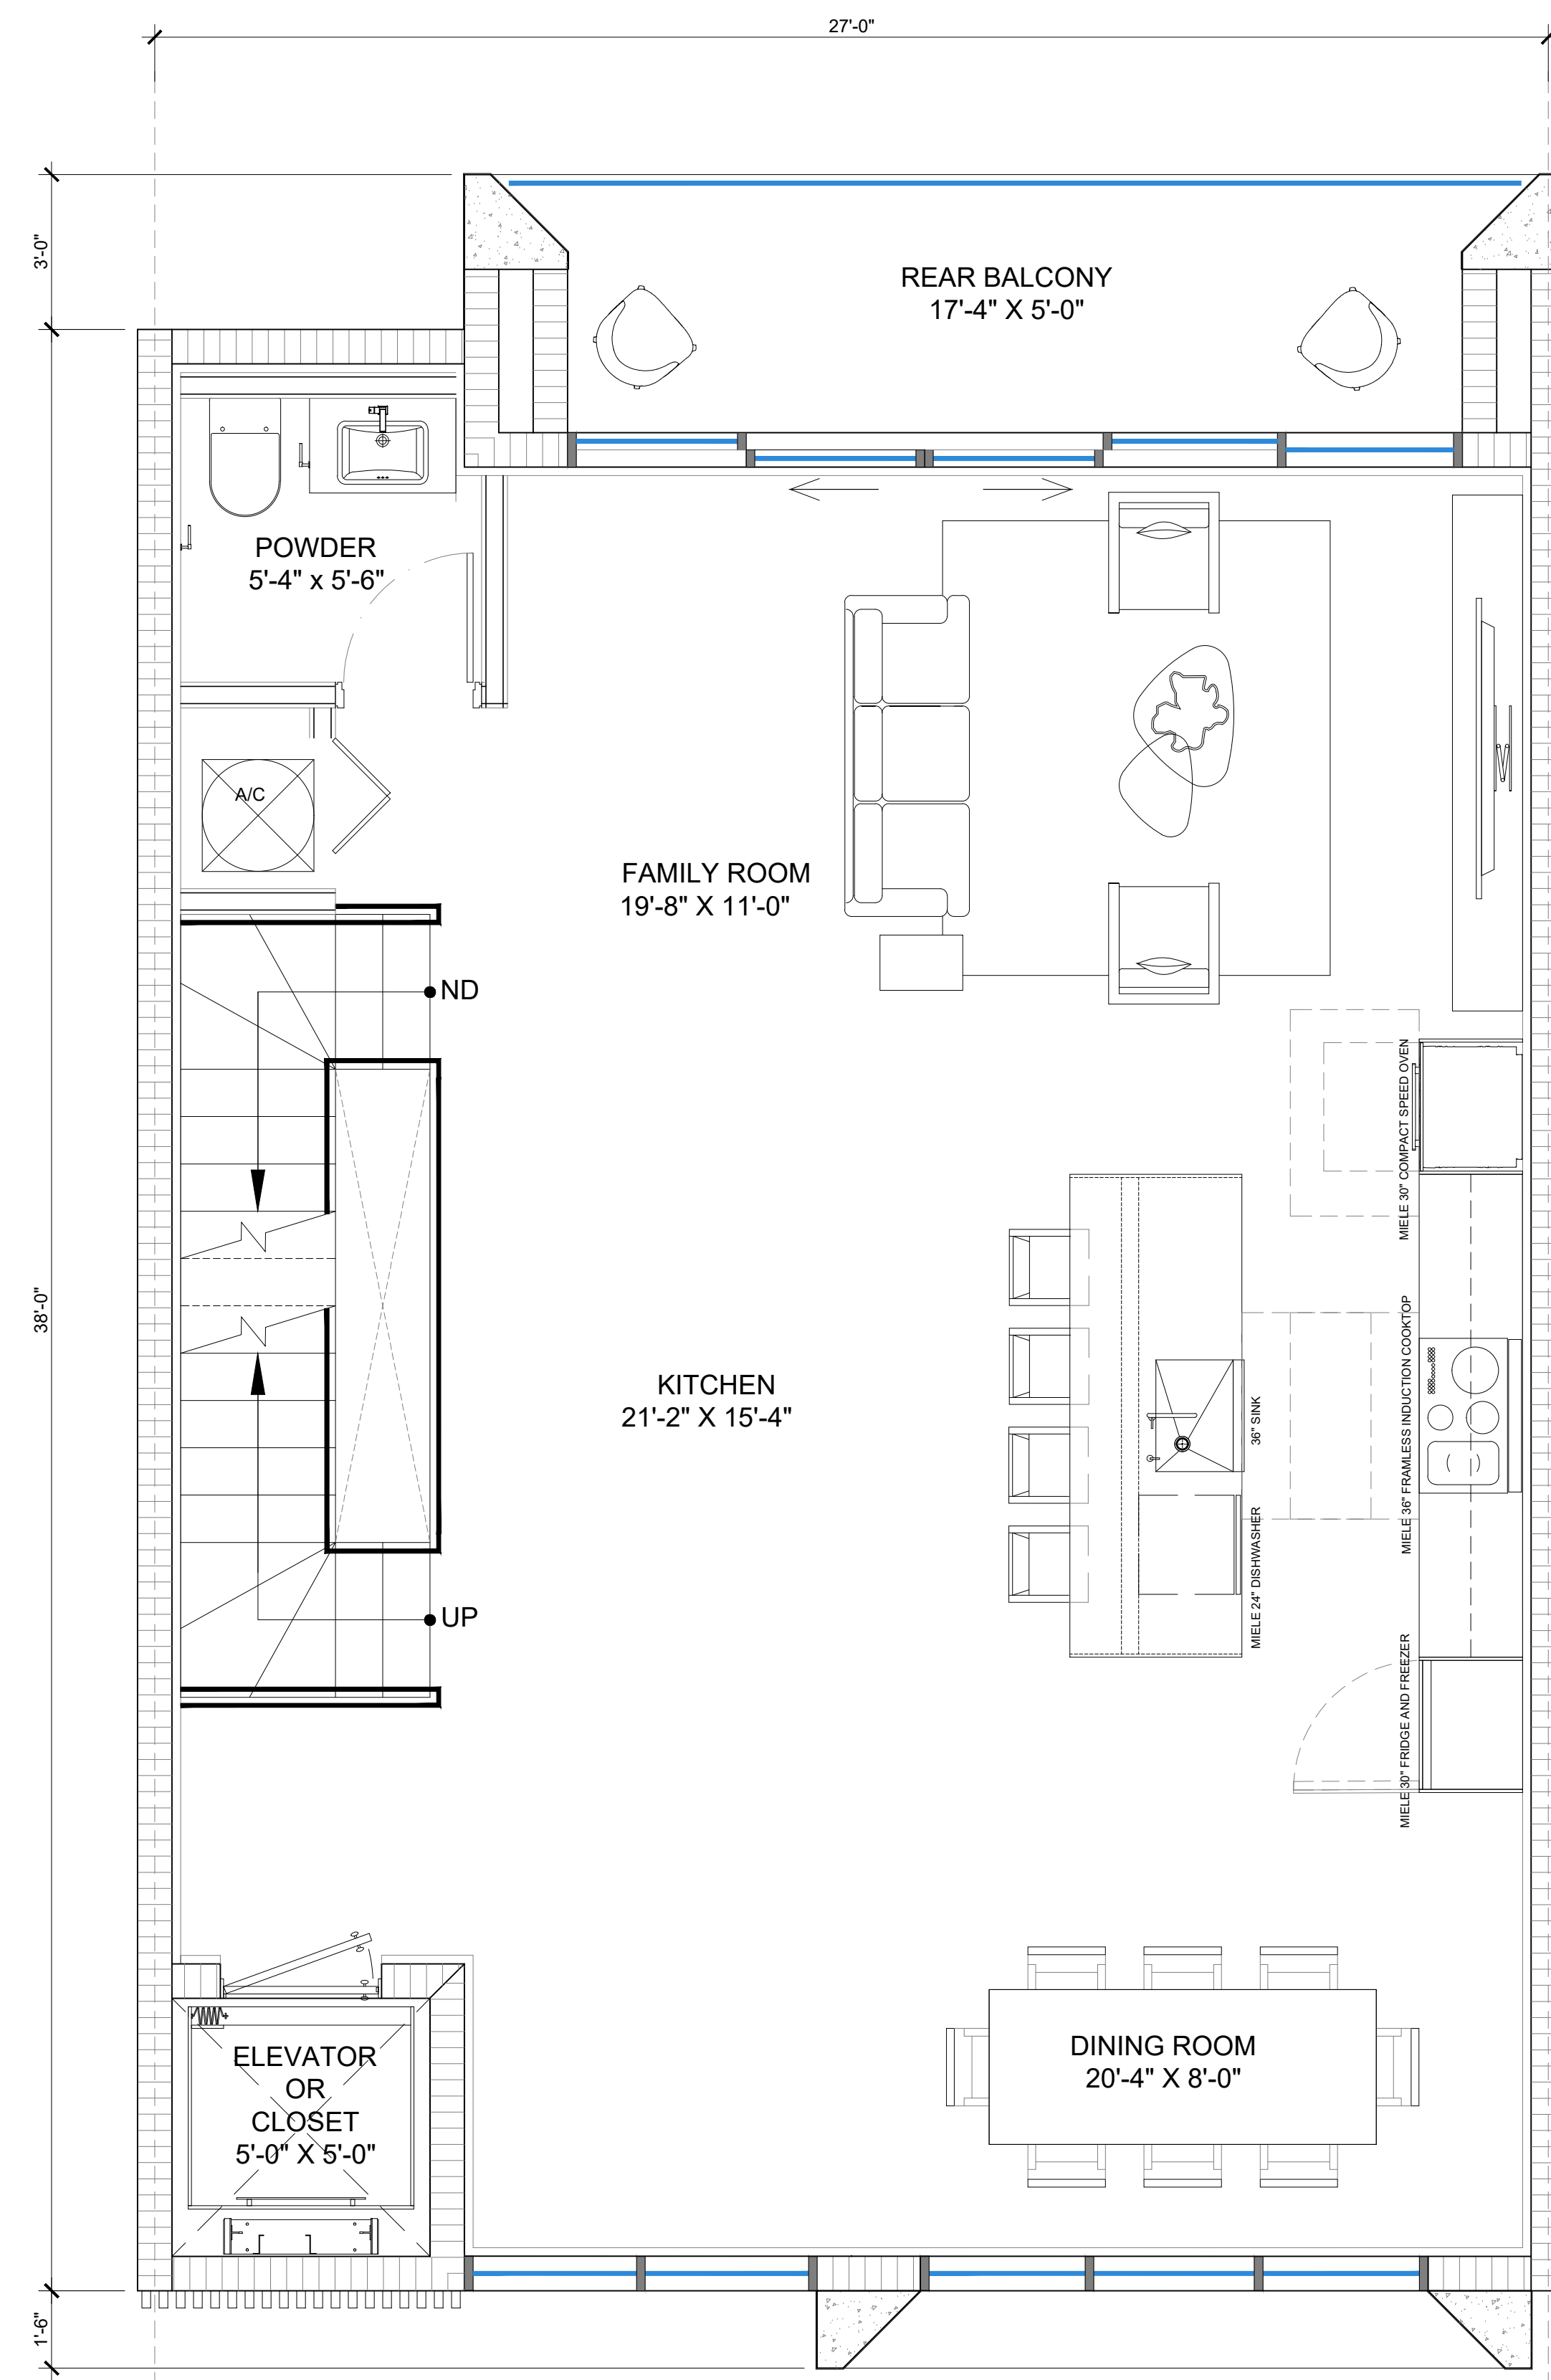 27'-0"
3'-0"
REAR BALCONY
17'-4" X 5'-0"
POWDER
5'-4" x 5'-6"
A/C
FAMILY ROOM
19'-8" X 11'-0"
ND
MIELE 30" COMPACT SPEED OVEN
38'-0"
KITCHEN
21'-2" X 15'-4"
36" SINK
MIELE 36" FRAMLESS INDUCTION COOKTOP
MIELE 24" DISHWASHER
UP
MIELE 30" FRIDGE AND FREEZER
ELEVATOR
OR
CLOSET
5'-0" X 5'-0"
DINING ROOM
20'-4" X 8'-0"
1'-6"